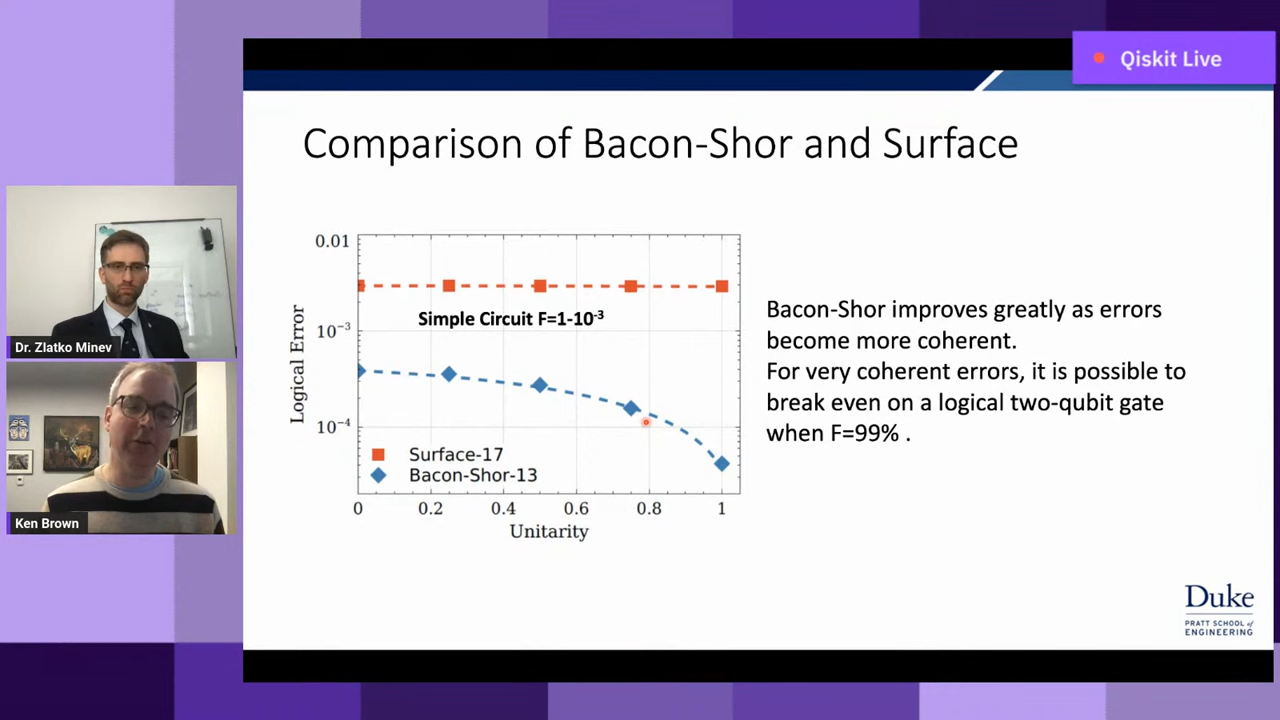 Qiskit Live
Comparison of Bacon-Shor and Surface
0.01
10⁻³
10⁻⁴
Logical Error
Simple Circuit F=1-10⁻³
Surface-17
Bacon-Shor-13
0 0.2 0.4 0.6 0.8 1
Unitarity
Bacon-Shor improves greatly as errors
become more coherent.
For very coherent errors, it is possible to
break even on a logical two-qubit gate
when F=99% .
Dr. Zlatko Minev
Ken Brown
Duke
PRATT SCHOOL of
ENGINEERING